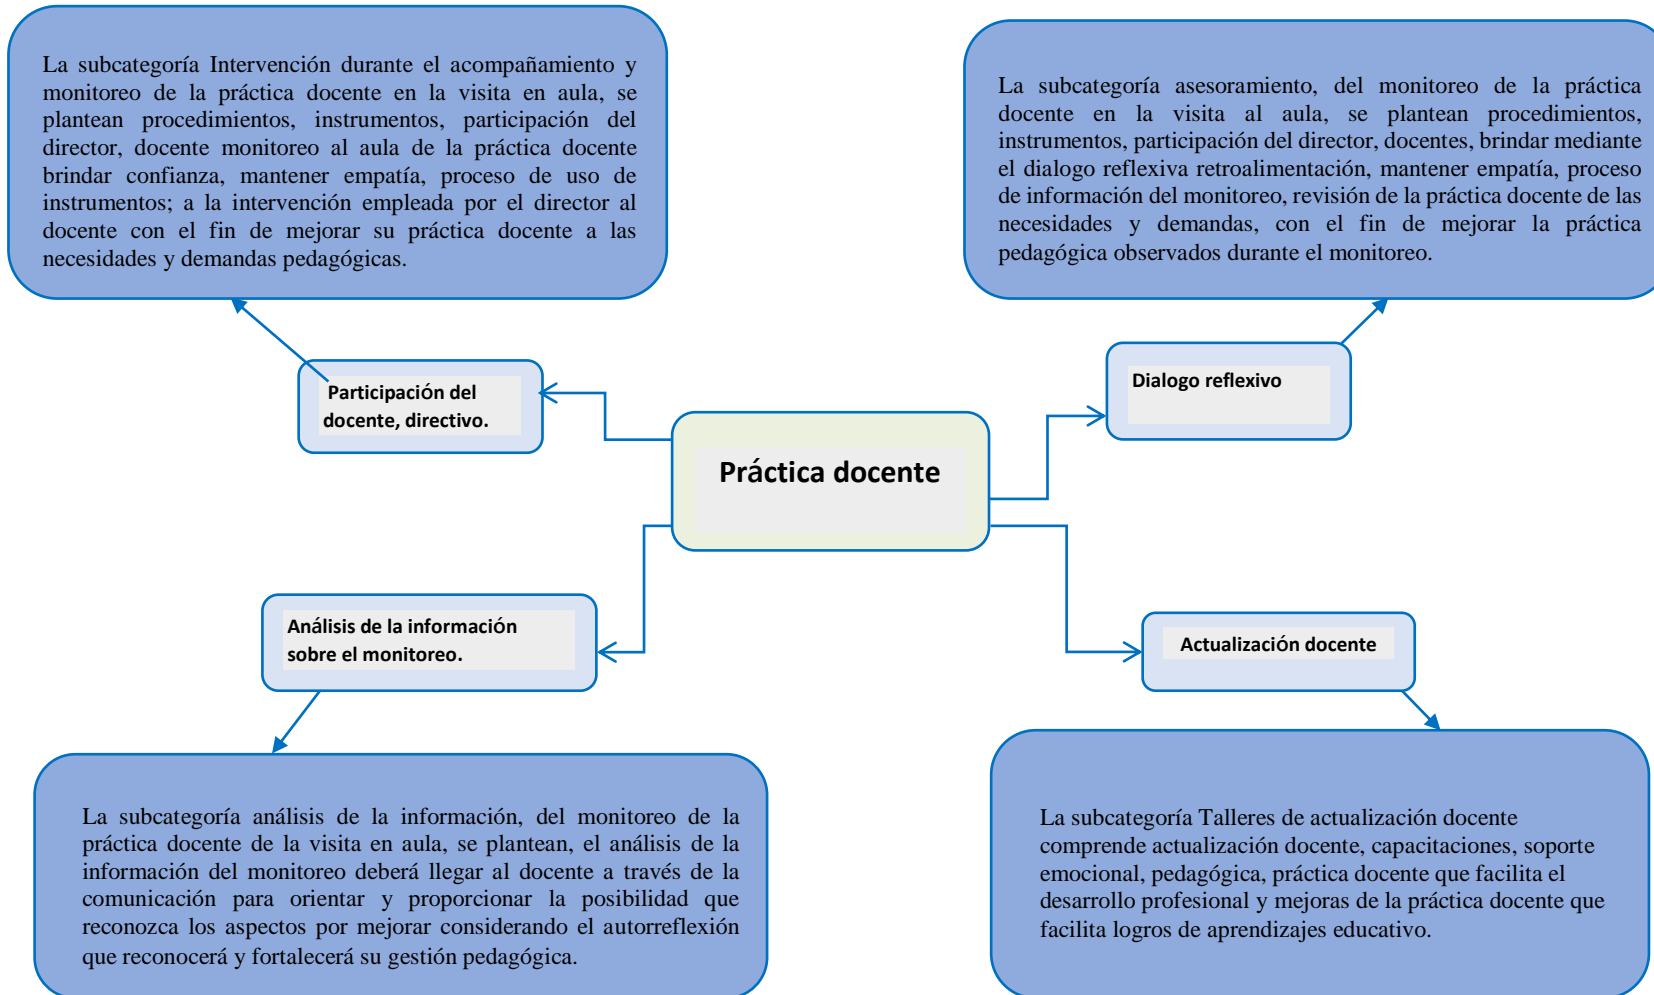 La subcategoría Intervención durante el acompañamiento y
monitoreo de la práctica docente en la visita en aula, se
plantean procedimientos, instrumentos, participación del
director, docente monitoreo al aula de la práctica docente
brindar confianza, mantener empatía, proceso de uso de
instrumentos; a la intervención empleada por el director al
docente con el fin de mejorar su práctica docente a las
necesidades y demandas pedagógicas.
La subcategoría asesoramiento, del monitoreo de la práctica
docente en la visita al aula, se plantean procedimientos,
instrumentos, participación del director, docentes, brindar mediante
el dialogo reflexiva retroalimentación, mantener empatía, proceso
de información del monitoreo, revisión de la práctica docente de las
necesidades y demandas, con el fin de mejorar la práctica
pedagógica observados durante el monitoreo.
Participación del
docente, directivo.
Dialogo reflexivo
Práctica docente
Análisis de la información
sobre el monitoreo.
Actualización docente
La subcategoría análisis de la información, del monitoreo de la
práctica docente de la visita en aula, se plantean, el análisis de la
información del monitoreo deberá llegar al docente a través de la
comunicación para orientar y proporcionar la posibilidad que
reconozca los aspectos por mejorar considerando el autorreflexión
que reconocerá y fortalecerá su gestión pedagógica.
La subcategoría Talleres de actualización docente
comprende actualización docente, capacitaciones, soporte
emocional, pedagógica, práctica docente que facilita el
desarrollo profesional y mejoras de la práctica docente que
facilita logros de aprendizajes educativo.